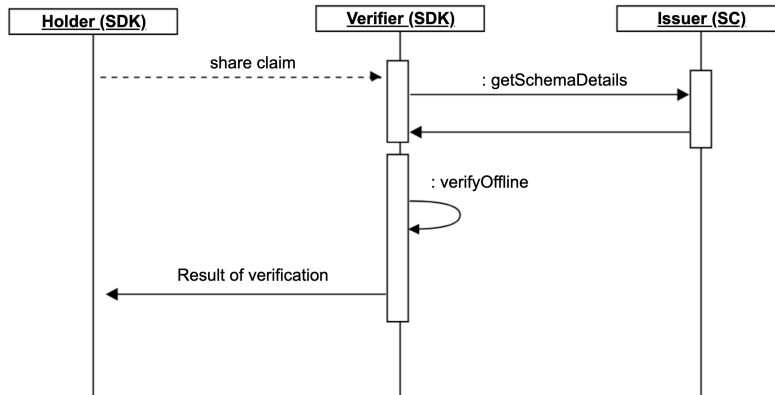 Holder (SDK)
Verifier (SDK)
Issuer (SC)
share claim
: getSchemaDetails
: verifyOffline
Result of verification